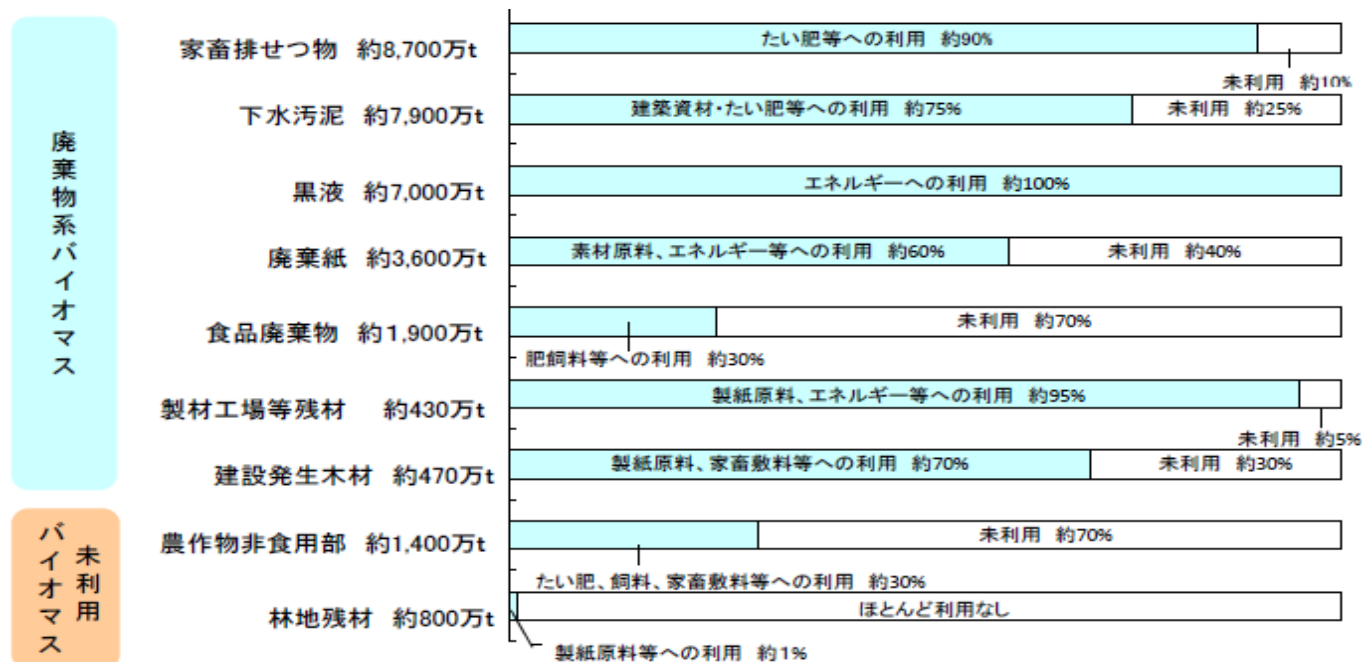 廃棄物系バイオマス
家畜排せつ物 約8,700万t
たい肥等への利用 約90%
未利用 約10%
下水汚泥 約7,900万t
建築資材・たい肥等への利用 約75%
未利用 約25%
黒液 約7,000万t
エネルギーへの利用 約100%
廃棄紙 約3,600万t
素材原料、エネルギー等への利用 約60%
未利用 約40%
食品廃棄物 約1,900万t
未利用 約70%
肥飼料等への利用 約30%
製材工場等残材 約430万t
製紙原料、エネルギー等への利用 約95%
未利用 約5%
建設発生木材 約470万t
製紙原料、家畜敷料等への利用 約70%
未利用 約30%
未利用
バイオマス
農作物非食用部 約1,400万t
未利用 約70%
たい肥、飼料、家畜敷料等への利用 約30%
林地残材 約800万t
ほとんど利用なし
製紙原料等への利用 約1%